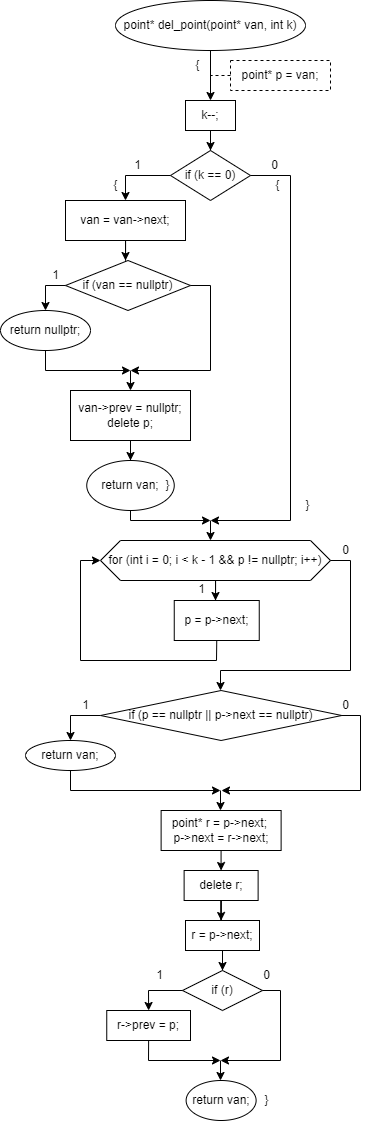 point* del_point(point* van, int k)
{
point* p = van;
k--;
1
if (k == 0)
0
{
{
van = van->next;
1
if (van == nullptr)
return nullptr;
van->prev = nullptr;
delete p;
return van; }
}
for (int i = 0; i < k - 1 && p != nullptr; i++)
0
1
p = p->next;
1
if (p == nullptr || p->next == nullptr)
0
return van;
point* r = p->next;
p->next = r->next;
delete r;
r = p->next;
1
if (r)
0
r->prev = p;
return van; }